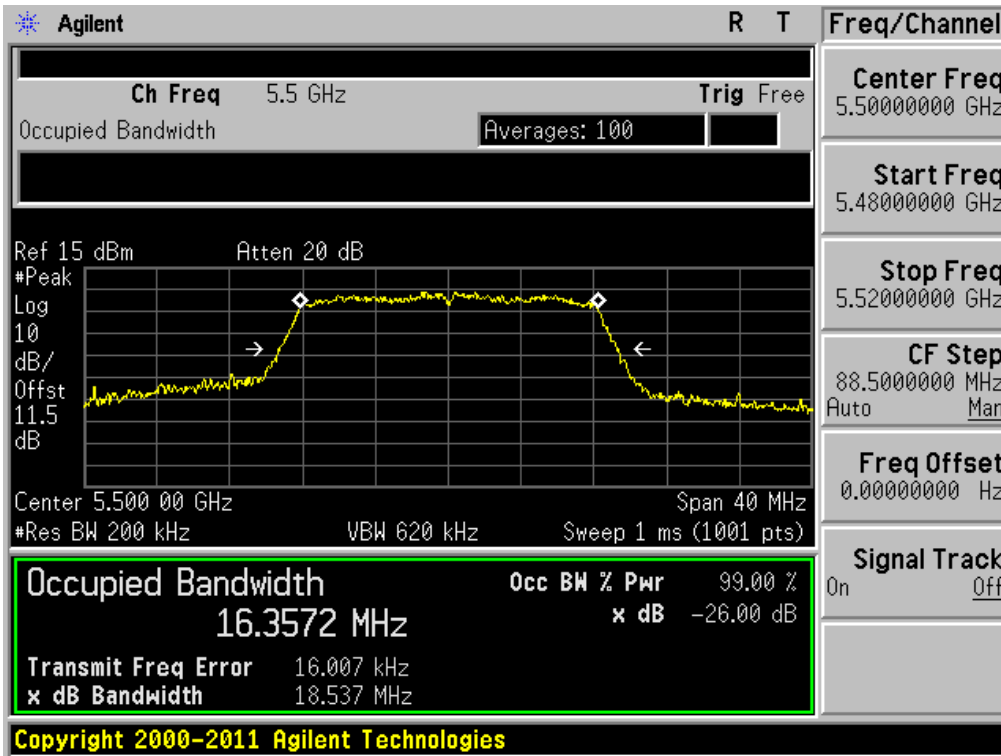 Agilent
R T
Freq/Channel
Ch Freq 5.5 GHz
Trig Free
Occupied Bandwidth
Averages: 100
Center Freq
5.50000000 GHz
Start Freq
5.48000000 GHz
Stop Freq
5.52000000 GHz
CF Step
88.5000000 MHz
Auto Man
Freq Offset
0.00000000 Hz
Signal Track
On Off
Ref 15 dBm
Atten 20 dB
#Peak
Log
10
dB/
Offst
11.5
dB
Center 5.500 00 GHz
Span 40 MHz
#Res BW 200 kHz
VBW 620 kHz
Sweep 1 ms (1001 pts)
Occupied Bandwidth
16.3572 MHz
Occ BW % Pwr 99.00 %
x dB -26.00 dB
Transmit Freq Error 16.007 kHz
x dB Bandwidth 18.537 MHz
Copyright 2000-2011 Agilent Technologies